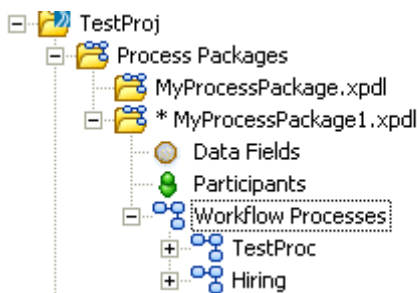 TestProj
Process Packages
MyProcessPackage.xpdl
* MyProcessPackage1.xpdl
Data Fields
Participants
Workflow Processes
TestProc
Hiring